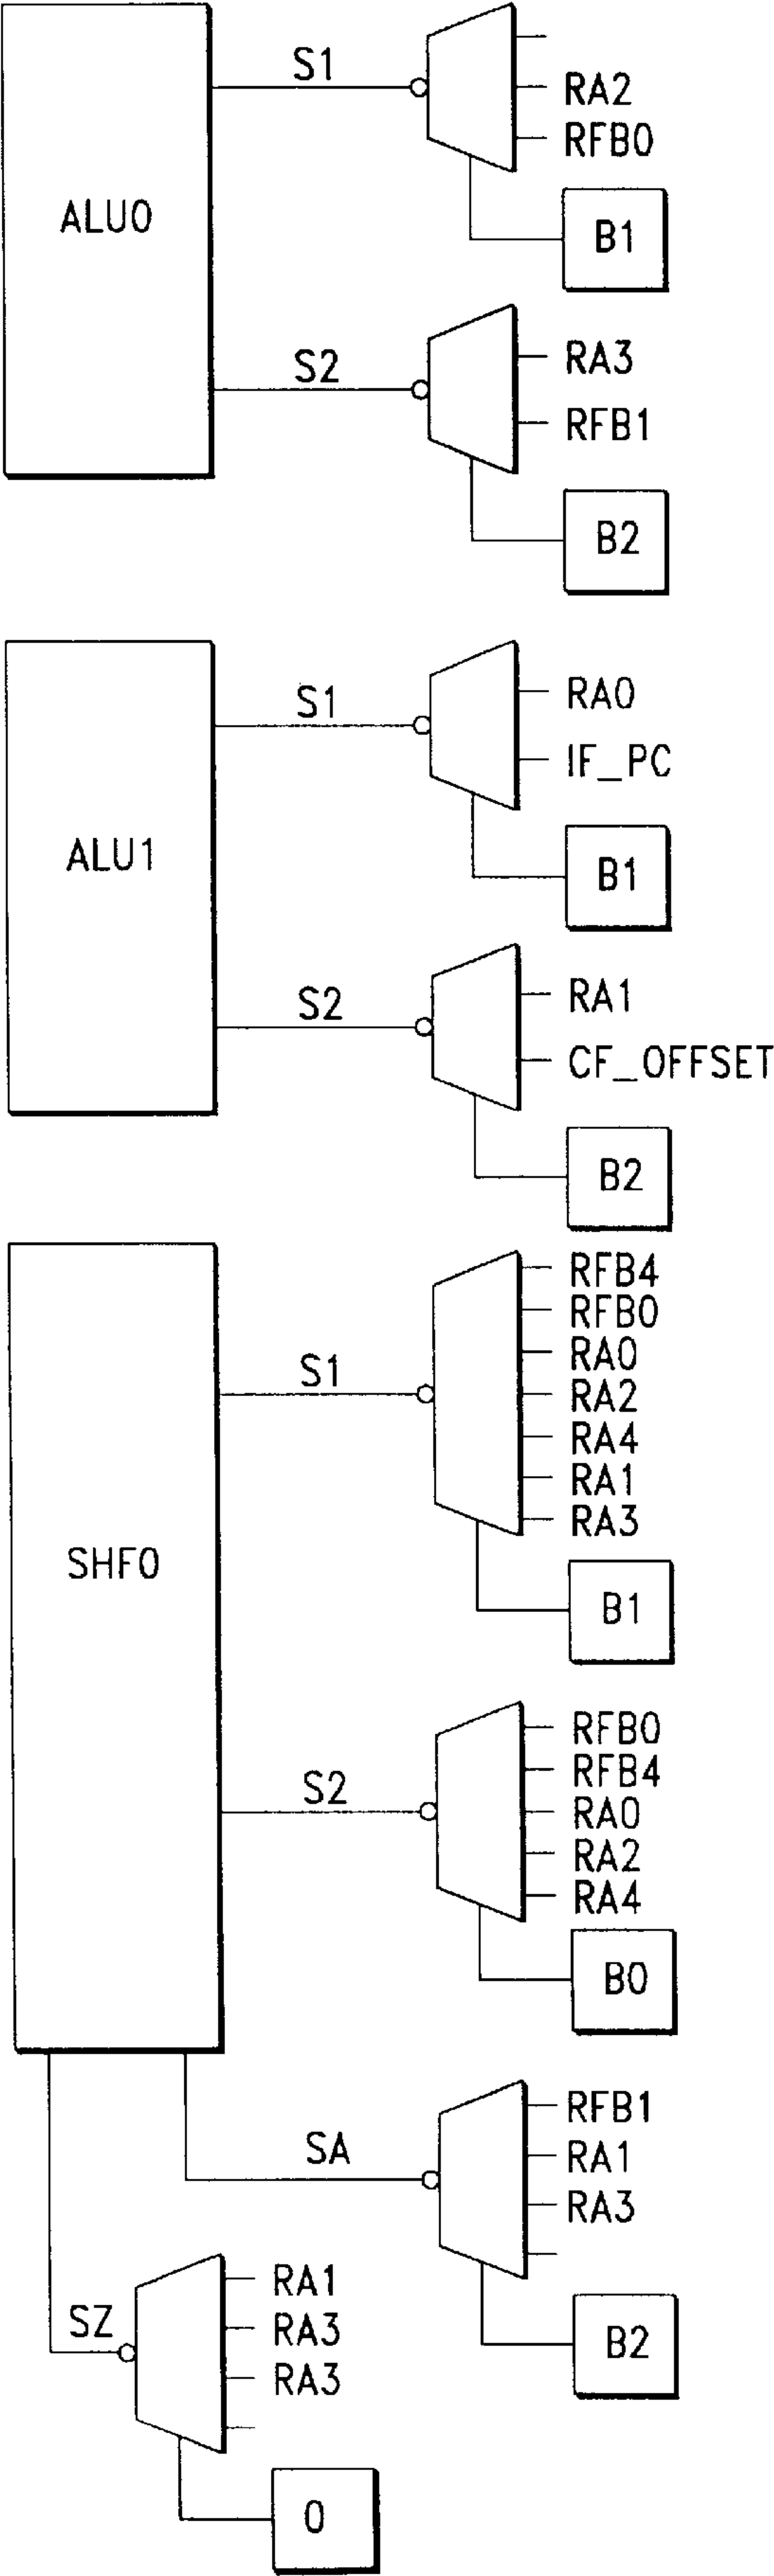 S1
RA2
RFB0
ALU0
B1
S2
RA3
RFB1
B2
S1
RA0
IF_PC
ALU1
B1
S2
RA1
CF_OFFSET
B2
RFB4
RFB0
RA0
S1
RA2
RA4
RA1
RA3
SHF0
B1
RFB0
RFB4
S2
RA0
RA2
RA4
B0
RFB1
SA
RA1
RA3
RA1
SZ
RA3
RA3
B2
0